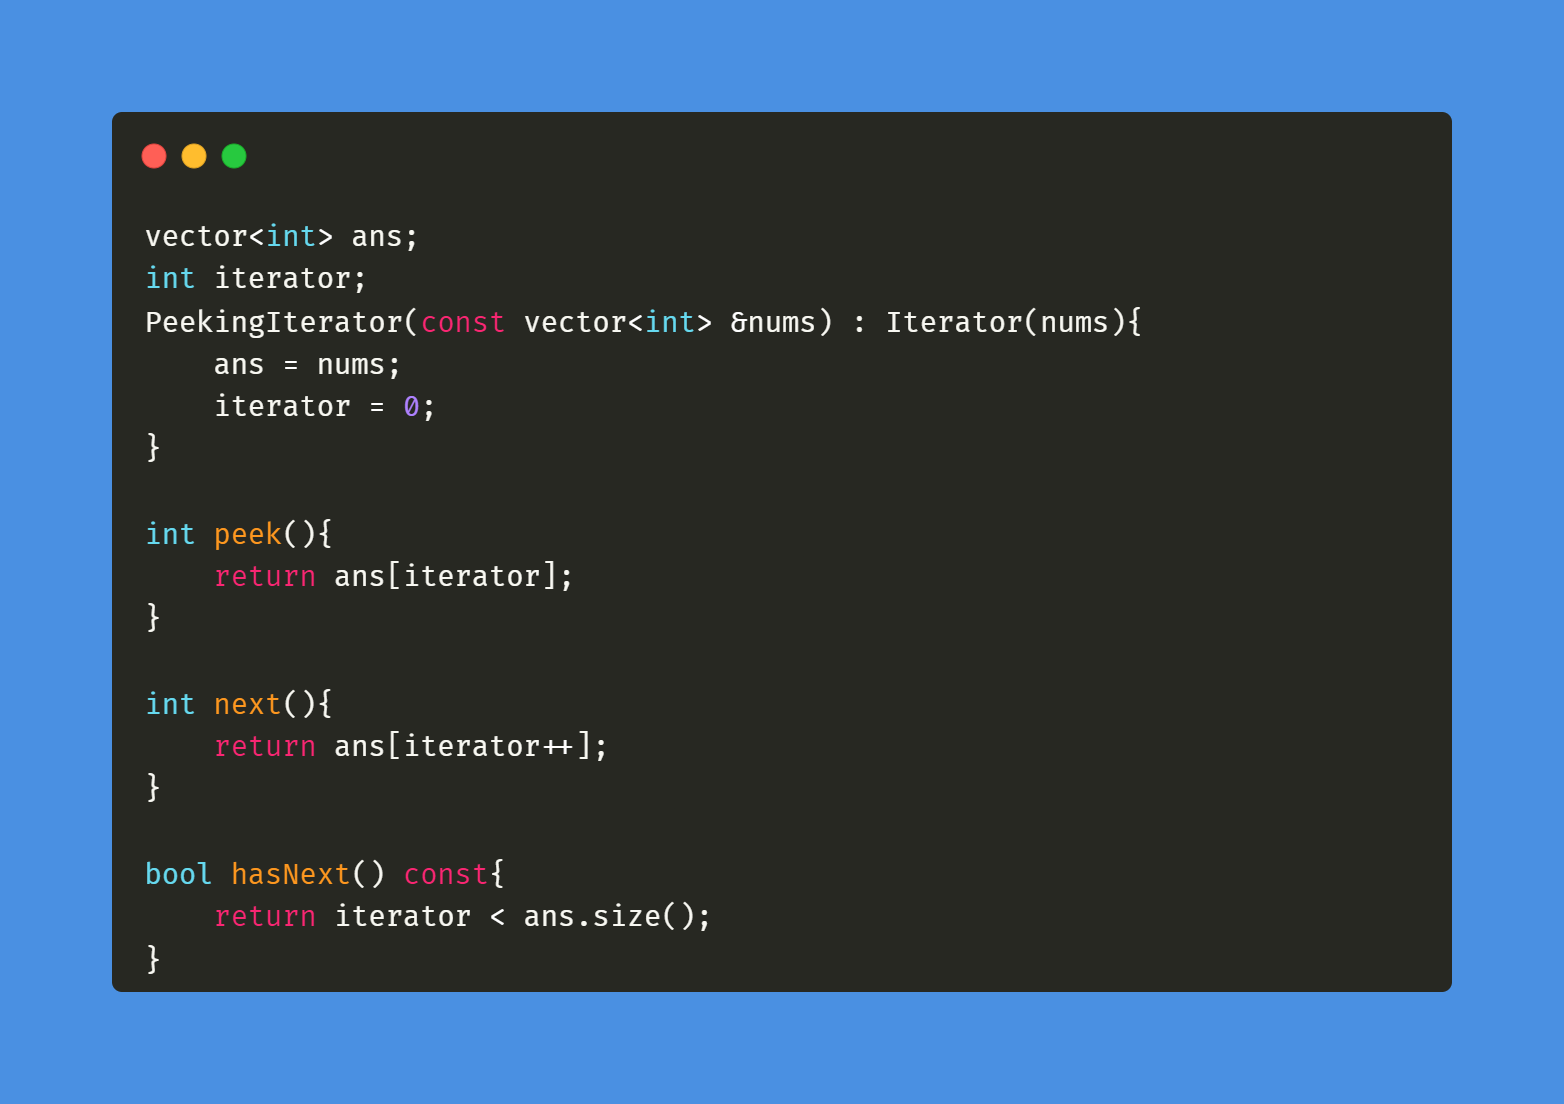 vector<int> ans;
int iterator;
PeekingIterator(const vector<int> &nums) : Iterator(nums){
    ans = nums;
    iterator = 0;
}

int peek(){
    return ans[iterator];
}

int next(){
    return ans[iterator++];
}

bool hasNext() const{
    return iterator < ans.size();
}